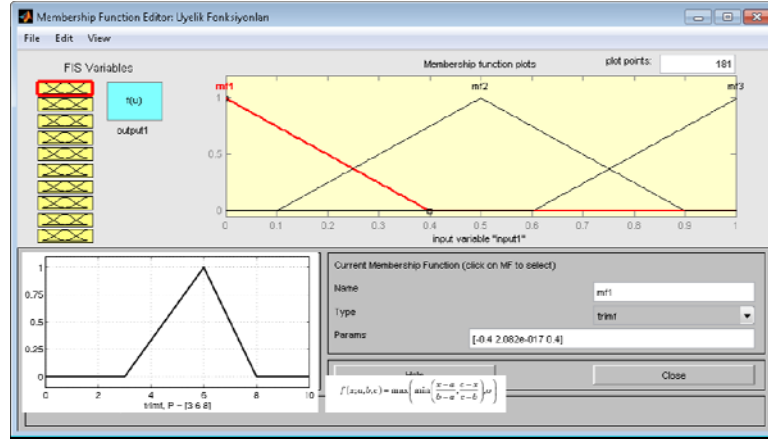 Membership Function Editor: Uyelik Fonksiyonları
File Edit View
FIS Variables
f(u)
output1
Membership function plots
plot points:
181
mf1
mf2
mf3
1
0.5
0
0 0.1 0.2 0.3 0.4 0.5 0.6 0.7 0.8 0.9 1
input variable "input1"
1
0.75
0.5
0.25
0
0 2 4 6 8 10
trimf, P = [3 6 8]
Current Membership Function (click on MF to select)
Name
mf1
Type
trimf
Params
[-0.4 2.082e-017 0.4]
Help
Close
f(x;a,b,c) = max(min((x-a)/(b-a), (c-x)/(c-b)),o)